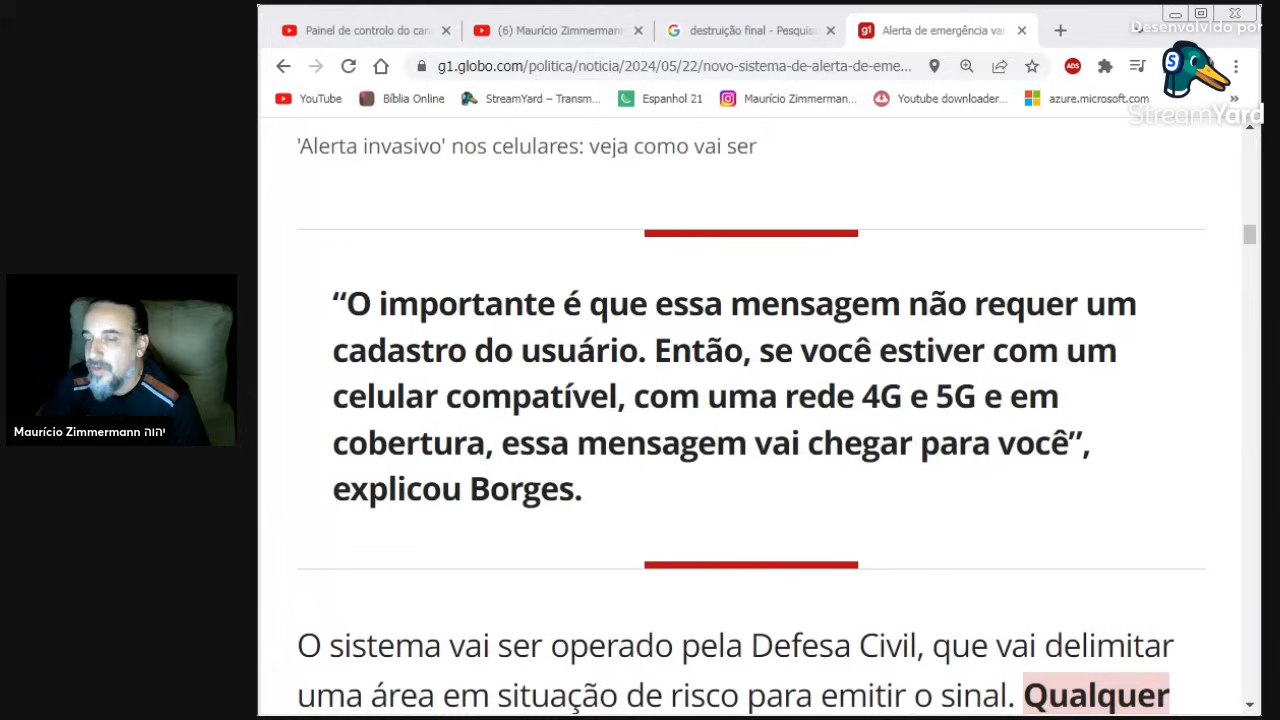 Painel de controlo do can
(6) Maurício Zimmermann
destruição final - Pesquis
g1
Alerta de emergência vai
Desenvolvido por
g1.globo.com/politica/noticia/2024/05/22/novo-sistema-de-alerta-de-eme...
ADS
S
YouTube
Bíblia Online
StreamYard – Transm...
Espanhol 21
Maurício Zimmerman...
Youtube downloader...
azure.microsoft.com
»
StreamYard
'Alerta invasivo' nos celulares: veja como vai ser
“O importante é que essa mensagem não requer um
cadastro do usuário. Então, se você estiver com um
celular compatível, com uma rede 4G e 5G e em
cobertura, essa mensagem vai chegar para você”,
explicou Borges.
Maurício Zimmermann יהוה
O sistema vai ser operado pela Defesa Civil, que vai delimitar
uma área em situação de risco para emitir o sinal. Qualquer